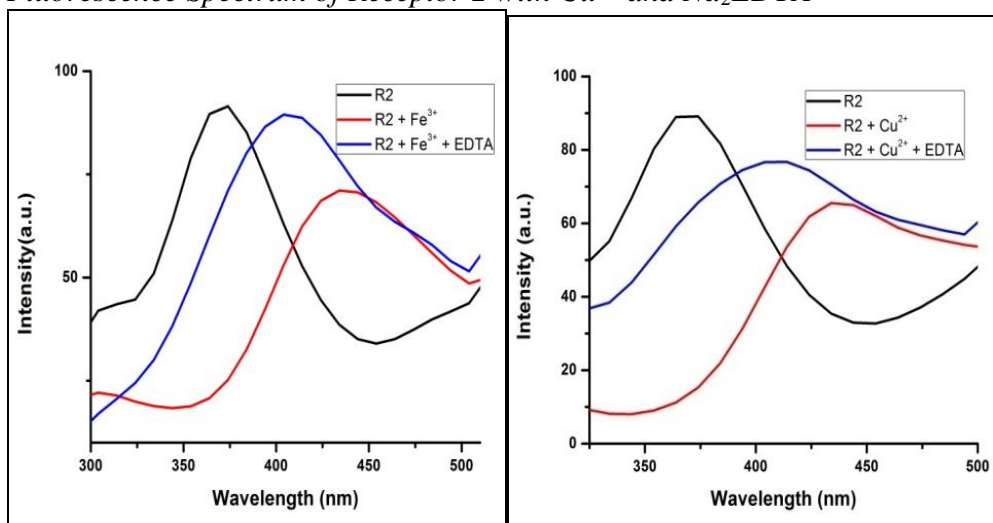 Fluorescence Spectrum of Receptor 2 with Cu²⁺ and Na₂EDTA
100
R2
R2 + Fe³⁺
R2 + Fe³⁺ + EDTA
Intensity(a.u.)
50
300
350
400
450
500
Wavelength (nm)
100
R2
R2 + Cu²⁺
R2 + Cu²⁺ + EDTA
80
60
Intensity (a.u.)
40
20
0
350
400
450
500
Wavelength (nm)